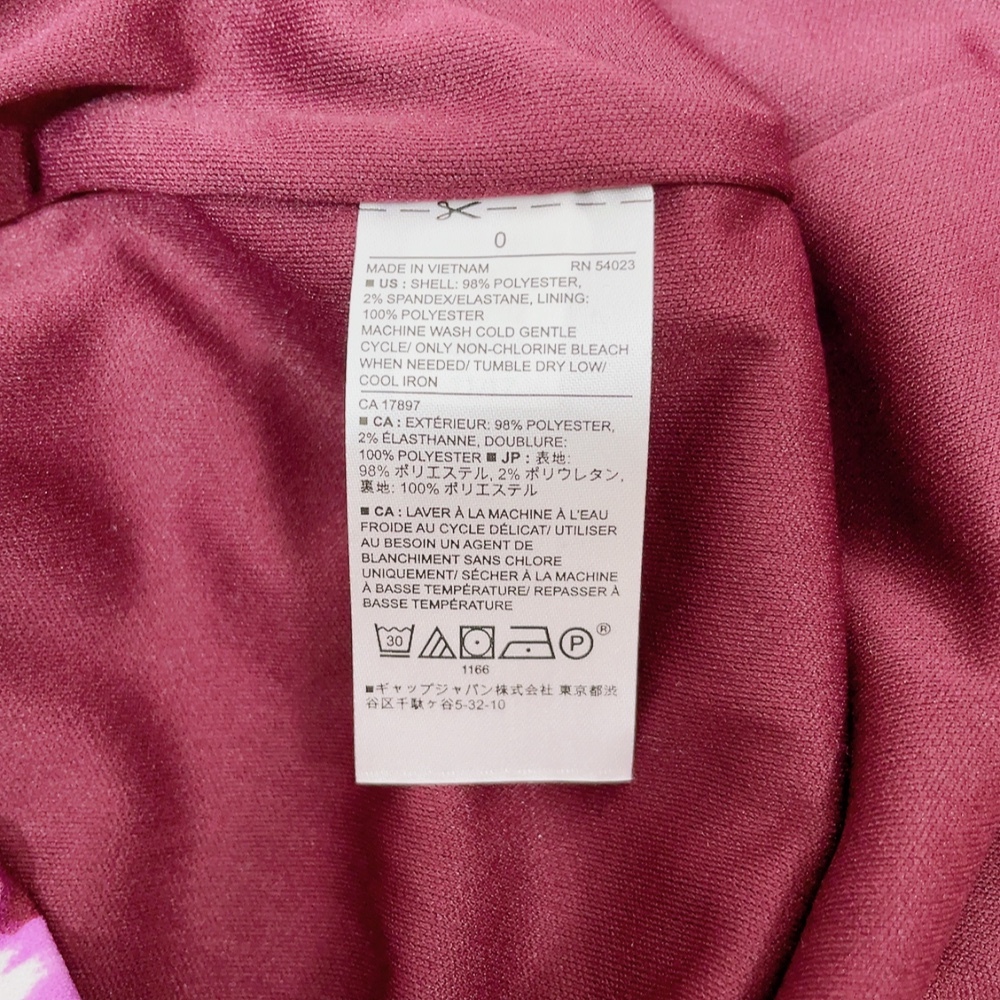 0
MADE IN VIETNAM RN 54023
■ US : SHELL: 98% POLYESTER,
2% SPANDEX/ELASTANE, LINING:
100% POLYESTER
MACHINE WASH COLD GENTLE
CYCLE/ ONLY NON-CHLORINE BLEACH
WHEN NEEDED/ TUMBLE DRY LOW/
COOL IRON
CA 17897
■ CA : EXTÉRIEUR: 98% POLYESTER,
2% ÉLASTHANNE, DOUBLURE:
100% POLYESTER ■ JP : 表地:
98% ポリエステル, 2% ポリウレタン,
裏地: 100% ポリエステル
■ CA : LAVER À LA MACHINE À L'EAU
FROIDE AU CYCLE DÉLICAT/ UTILISER
AU BESOIN UN AGENT DE
BLANCHIMENT SANS CHLORE
UNIQUEMENT/ SÉCHER À LA MACHINE
À BASSE TEMPÉRATURE/ REPASSER À
BASSE TEMPÉRATURE
30 P ®
1166
■ギャップジャパン株式会社 東京都渋
谷区千駄ヶ谷5-32-10